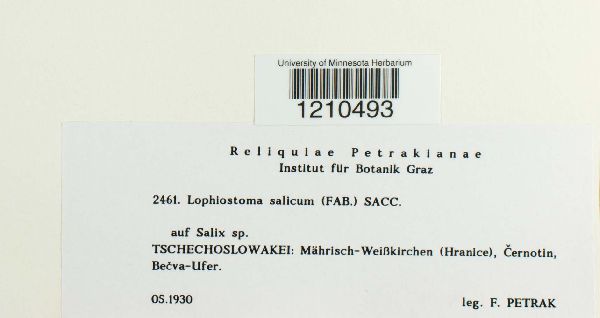 University of Minnesota Herbarium
1210493
Reliquiae Petrakianae
Institut für Botanik Graz
2461. Lophiostoma salicum (FAB.) SACC.
auf Salix sp.
TSCHECHOSLOWAKEI: Mährisch-Weißkirchen (Hranice), Černotin,
Bečva-Ufer.
05.1930 leg. F. PETRAK